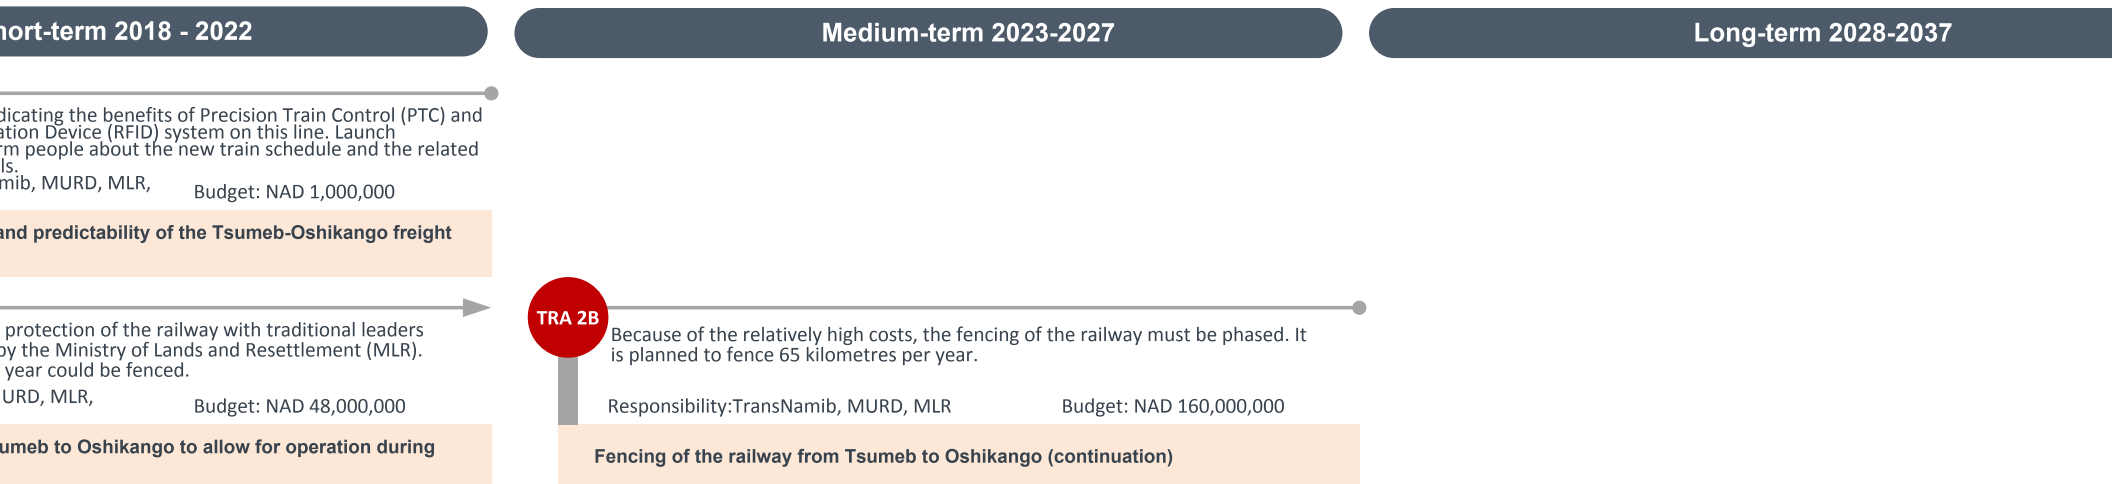 hort-term 2018 - 2022
Medium-term 2023-2027
Long-term 2028-2037
dicating the benefits of Precision Train Control (PTC) and
ation Device (RFID) system on this line. Launch
rm people about the new train schedule and the related
ls.
mib, MURD, MLR,
Budget: NAD 1,000,000
and predictability of the Tsumeb-Oshikango freight
protection of the railway with traditional leaders
by the Ministry of Lands and Resettlement (MLR).
year could be fenced.
URD, MLR,
Budget: NAD 48,000,000
sumeb to Oshikango to allow for operation during
TRA 2B
Because of the relatively high costs, the fencing of the railway must be phased. It
is planned to fence 65 kilometres per year.
Responsibility:TransNamib, MURD, MLR
Budget: NAD 160,000,000
Fencing of the railway from Tsumeb to Oshikango (continuation)